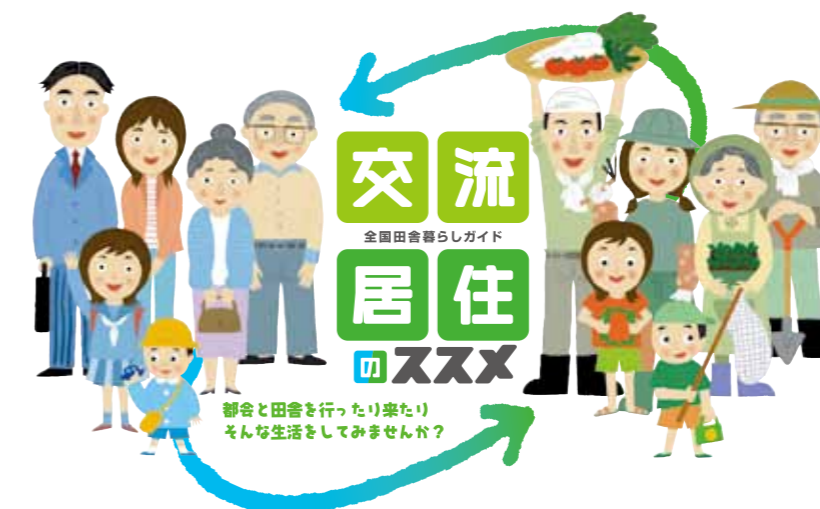 交流
全国田舎暮らしガイド
居住
のススメ
都会と田舎を行ったり来たり
そんな生活をしてみませんか？